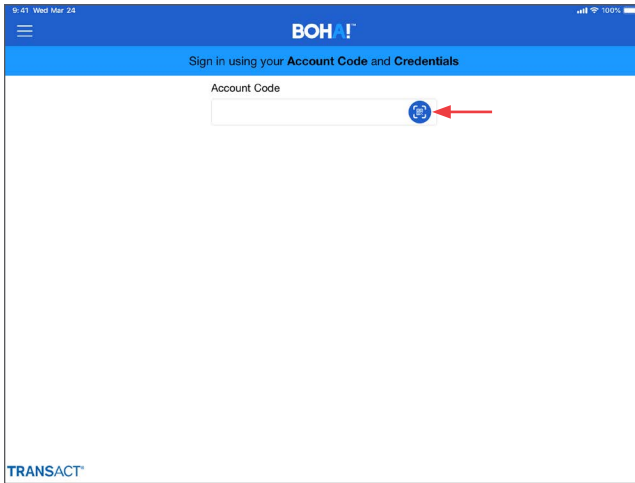 9:41 Wed Mar 24
100%
BOHA!™
Sign in using your Account Code and Credentials
Account Code
TRANSACT®